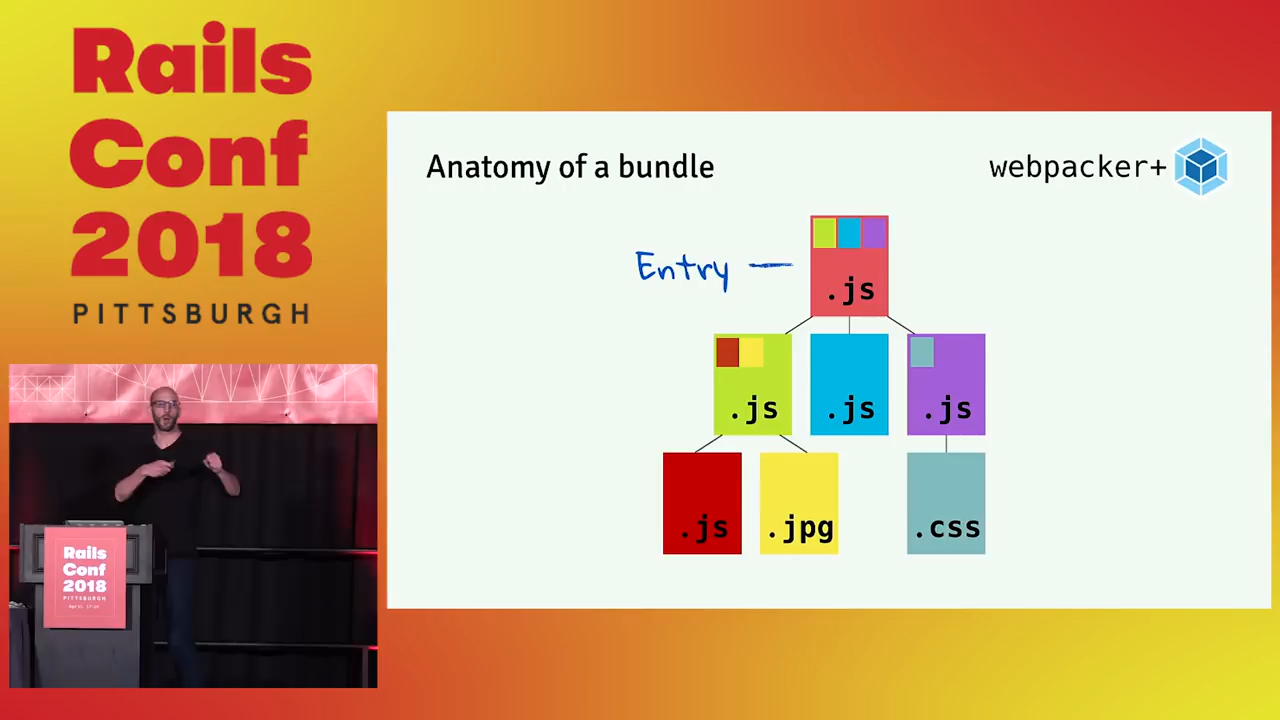 Rails
Conf
2018
PITTSBURGH
Anatomy of a bundle
webpacker+
Entry
.js
.js
.js
.js
.js
.jpg
.css
Rails
Conf
2018
PITTSBURGH